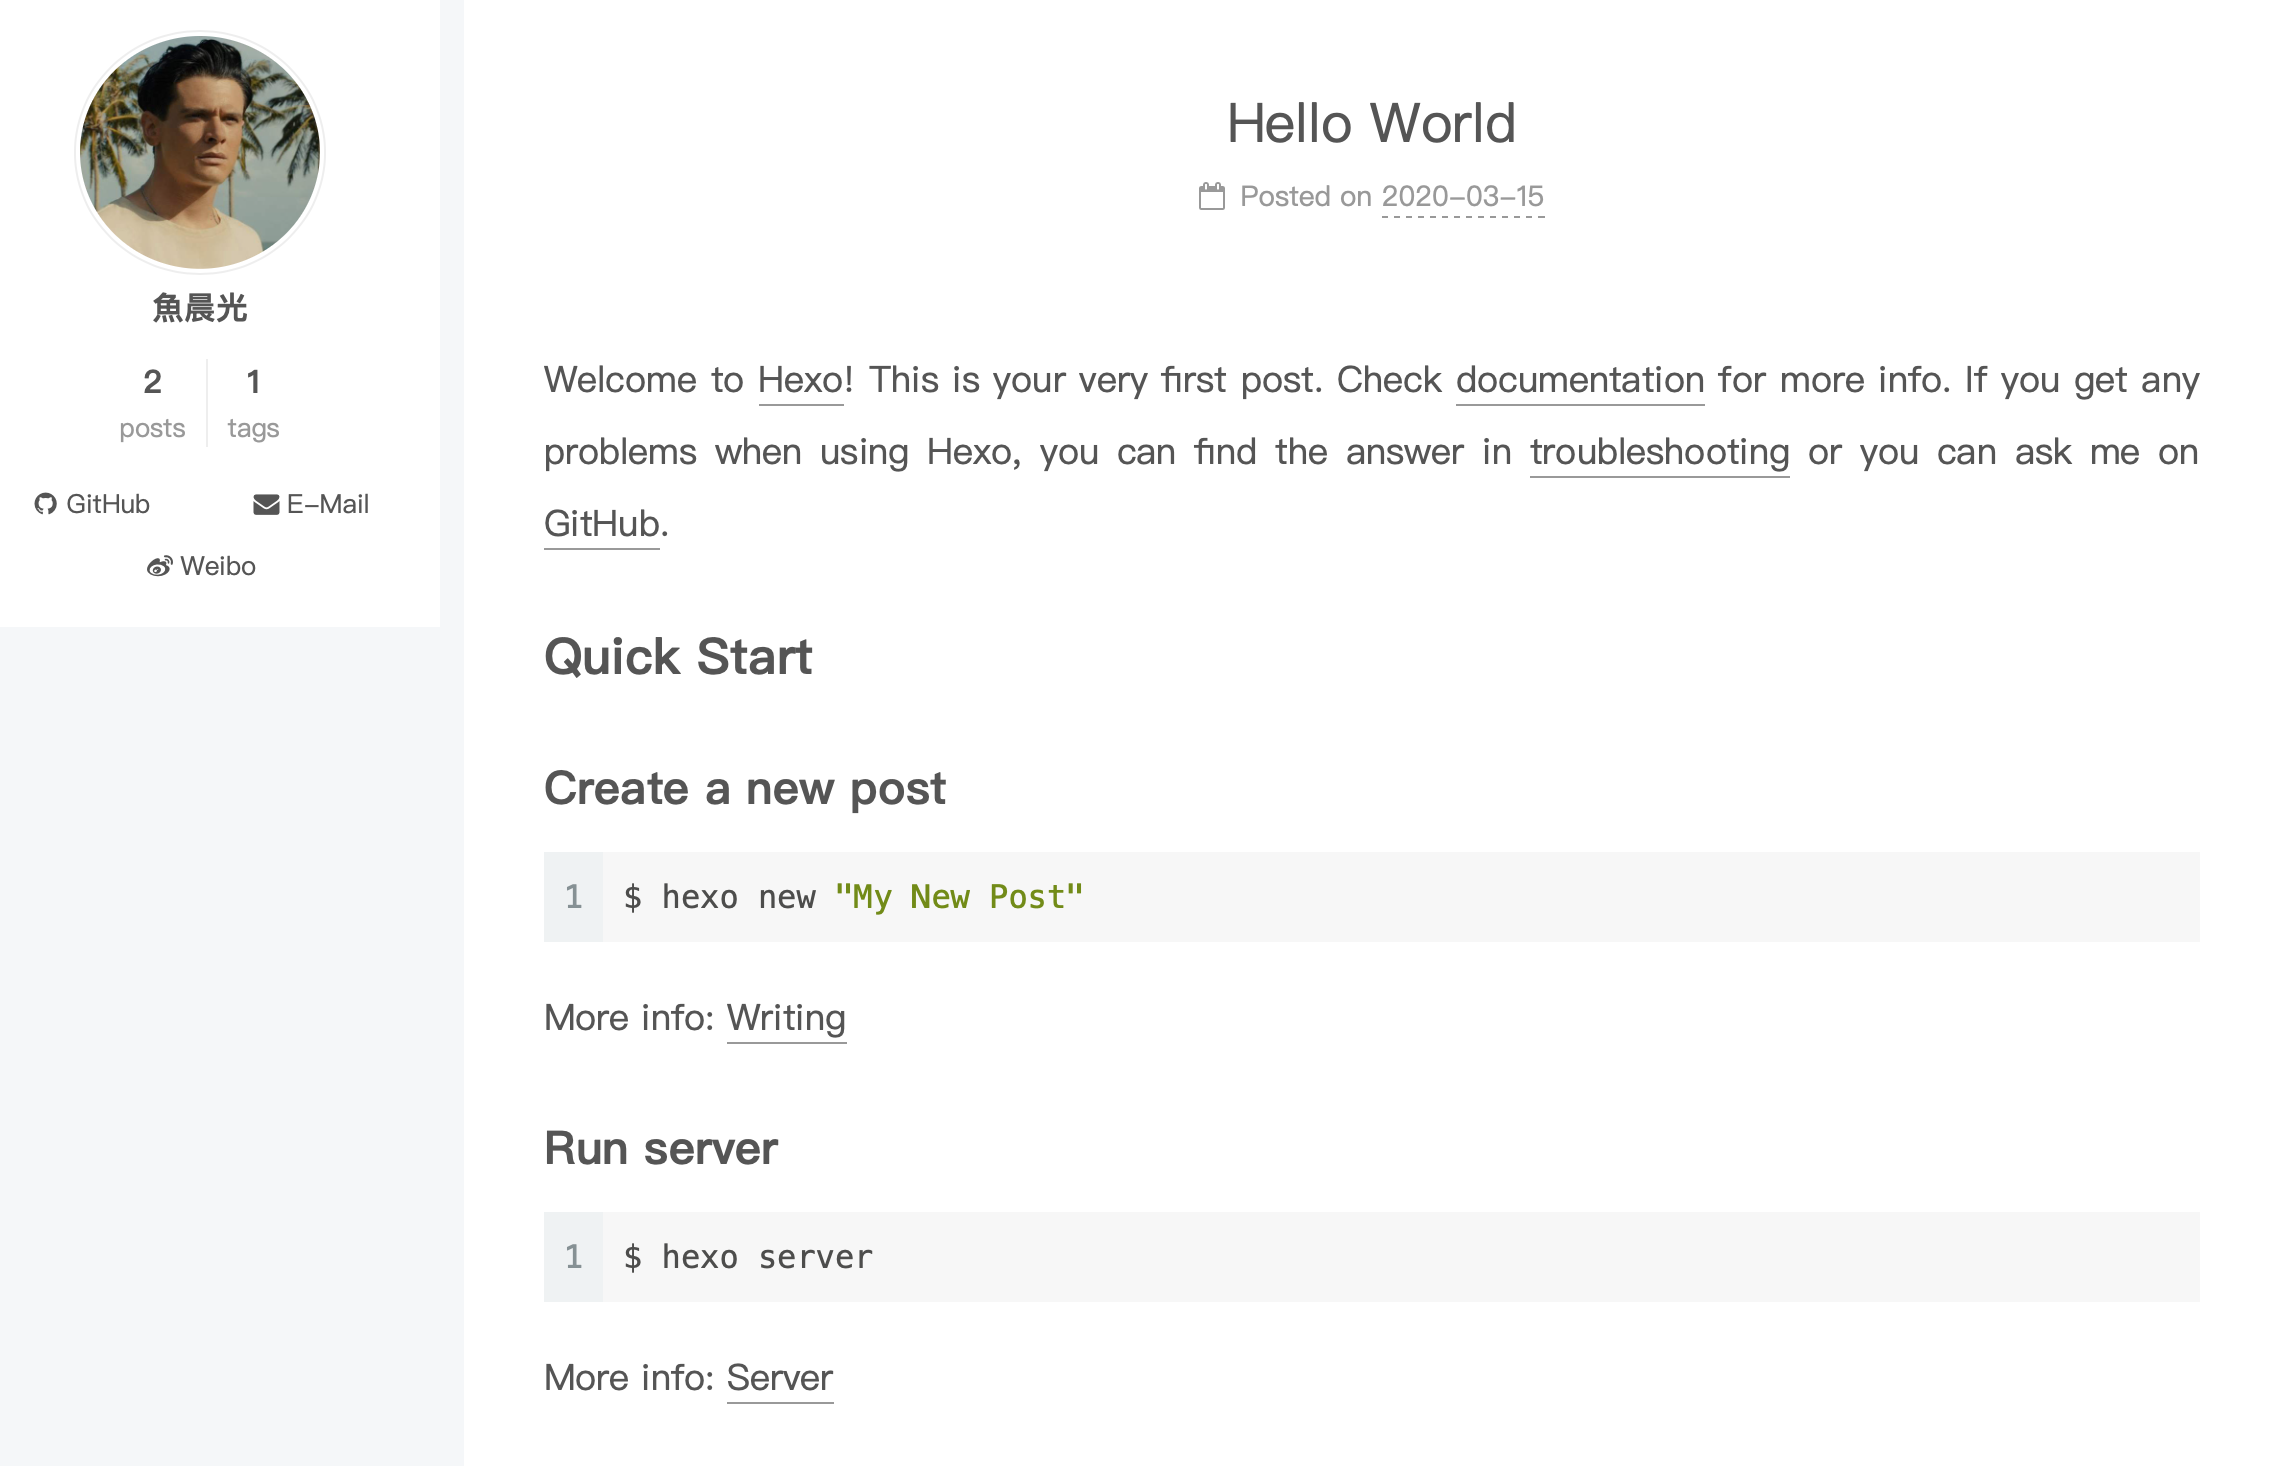 魚晨光
2
posts
1
tags
GitHub
E-Mail
Weibo
Hello World
Posted on 2020-03-15
Welcome to Hexo! This is your very first post. Check documentation for more info. If you get any
problems when using Hexo, you can find the answer in troubleshooting or you can ask me on
GitHub.
Quick Start
Create a new post
1 $ hexo new "My New Post"
More info: Writing
Run server
1 $ hexo server
More info: Server